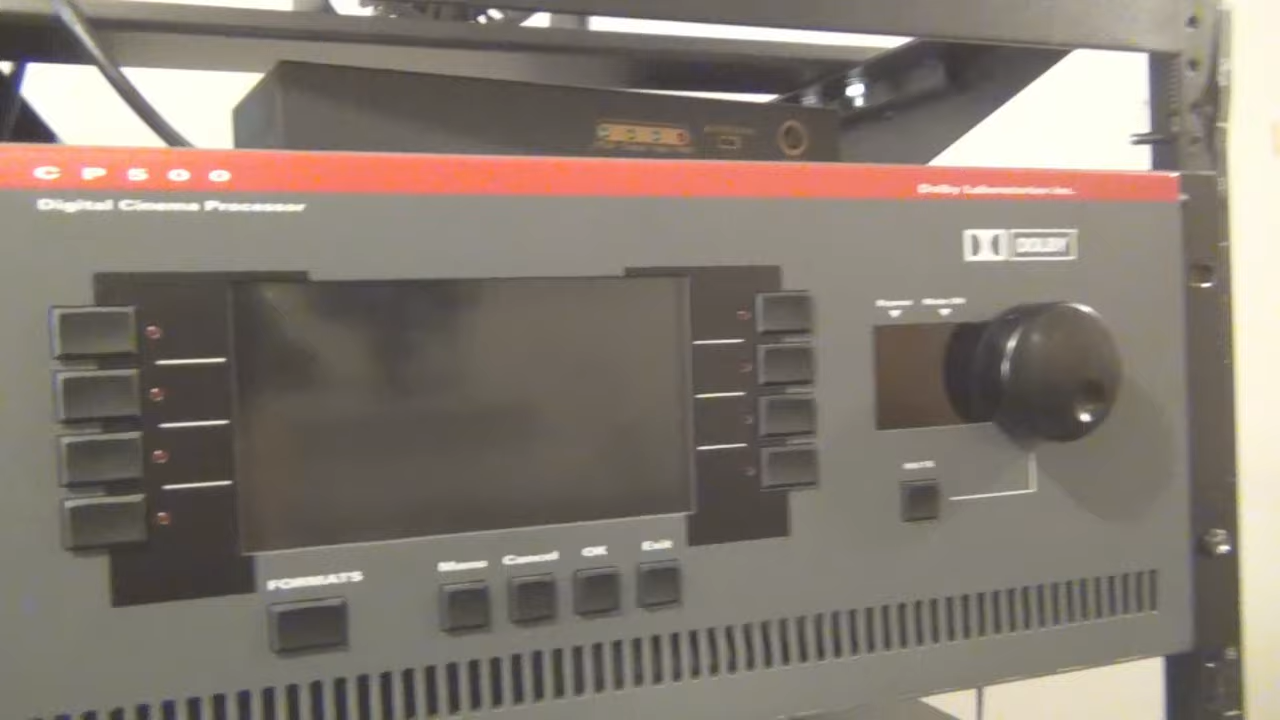 CP500
Dolby Laboratories Inc.
Digital Cinema Processor
DOLBY
FORMATS
Menu
Cancel
OK
Exit